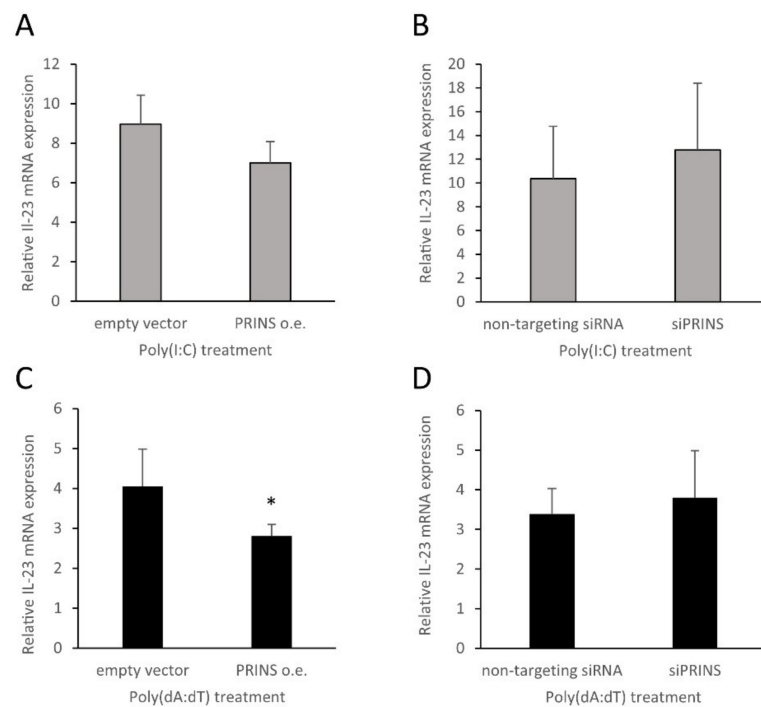 A
Relative Il-23 mRNA expression
12
10
8
6
4
2
0
empty vector PRINS o.e.
Poly(I:C) treatment
B
Relative IL-23 mRNA expression
20
18
16
14
12
10
8
6
4
2
0
non-targeting siRNA siPRINS
Poly(I:C) treatment
C
Relative IL-23 mRNA expression
6
5
4
3
2
1
0
*
empty vector PRINS o.e.
Poly(dA:dT) treatment
D
Relative IL-23 mRNA expression
6
5
4
3
2
1
0
non-targeting siRNA siPRINS
Poly(dA:dT) treatment